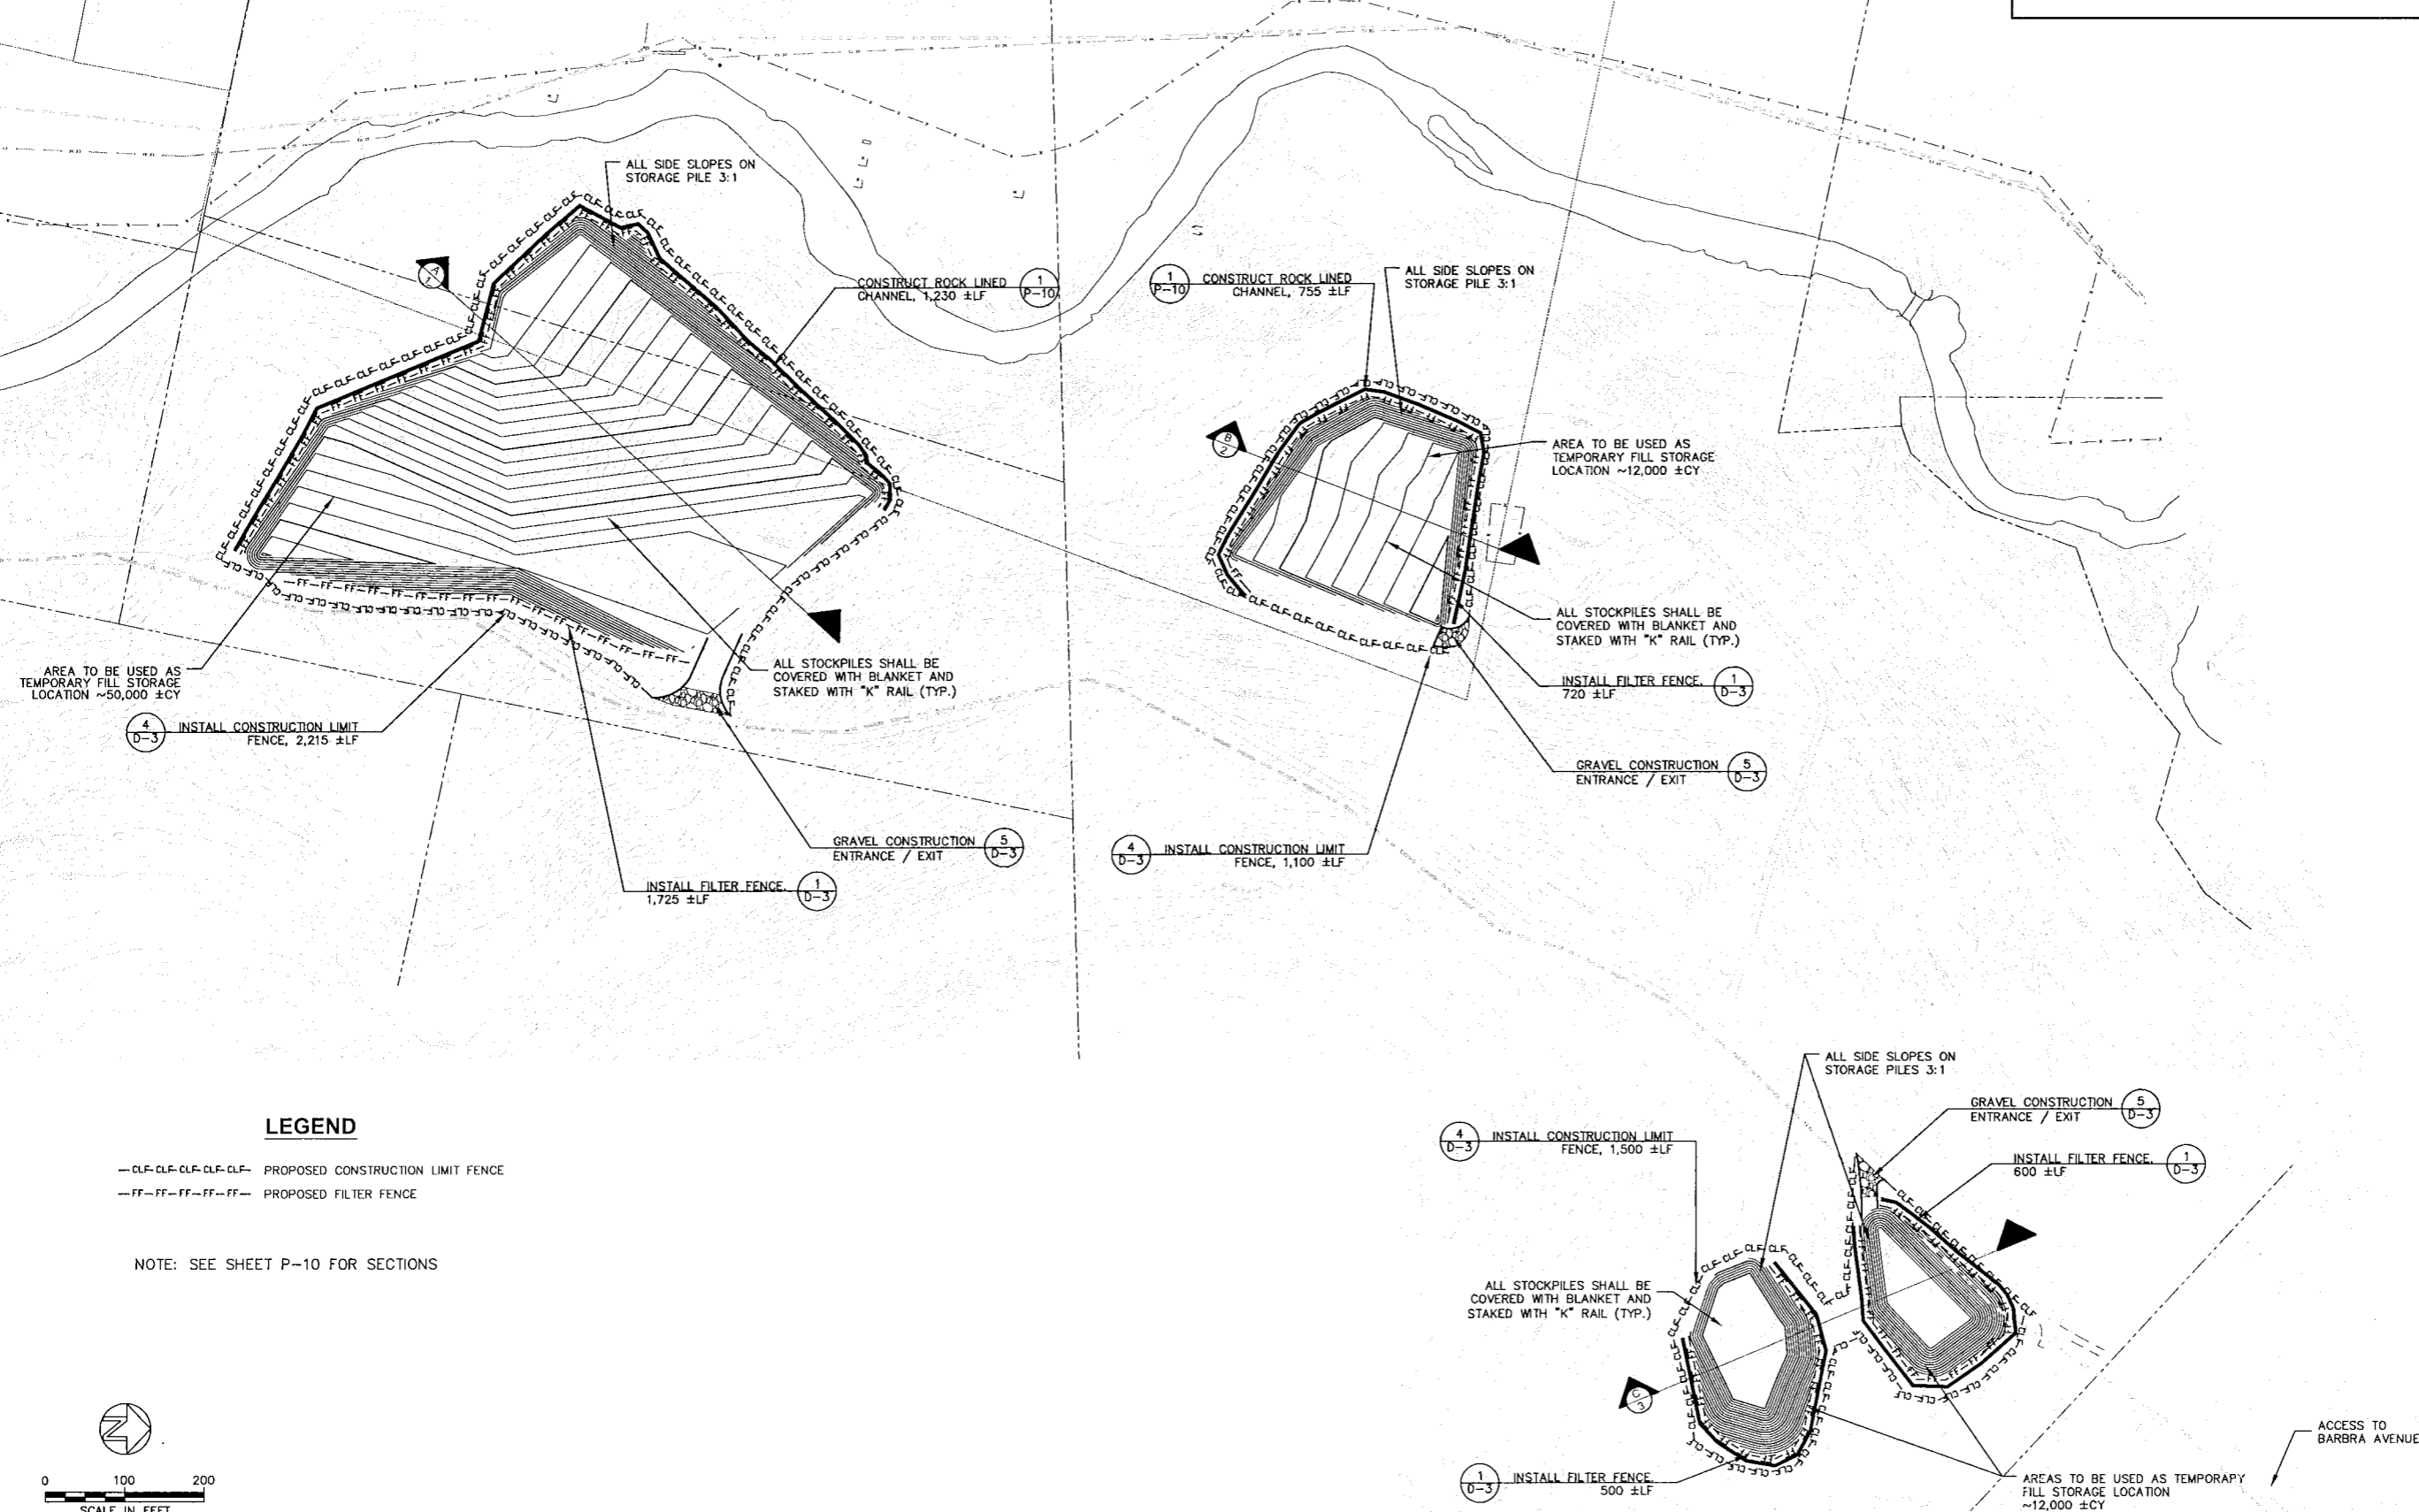 ALL SIDE SLOPES ON
STORAGE PILE 3:1
A
1
CONSTRUCT ROCK LINED
CHANNEL, 1,230 ±LF
1
P-10
1
P-10
CONSTRUCT ROCK LINED
CHANNEL, 755 ±LF
ALL SIDE SLOPES ON
STORAGE PILE 3:1
B
2
AREA TO BE USED AS
TEMPORARY FILL STORAGE
LOCATION ~12,000 ±CY
ALL STOCKPILES SHALL BE
COVERED WITH BLANKET AND
STAKED WITH "K" RAIL (TYP.)
AREA TO BE USED AS
TEMPORARY FILL STORAGE
LOCATION ~50,000 ±CY
ALL STOCKPILES SHALL BE
COVERED WITH BLANKET AND
STAKED WITH "K" RAIL (TYP.)
INSTALL FILTER FENCE,
720 ±LF
1
D-3
4
D-3
INSTALL CONSTRUCTION LIMIT
FENCE, 2,215 ±LF
GRAVEL CONSTRUCTION
ENTRANCE / EXIT
5
D-3
GRAVEL CONSTRUCTION
ENTRANCE / EXIT
5
D-3
4
D-3
INSTALL CONSTRUCTION LIMIT
FENCE, 1,100 ±LF
INSTALL FILTER FENCE,
1,725 ±LF
1
D-3
ALL SIDE SLOPES ON
STORAGE PILES 3:1
GRAVEL CONSTRUCTION
ENTRANCE / EXIT
5
D-3
LEGEND
4
D-3
INSTALL CONSTRUCTION LIMIT
FENCE, 1,500 ±LF
INSTALL FILTER FENCE,
600 ±LF
1
D-3
CLF-CLF-CLF-CLF-CLF PROPOSED CONSTRUCTION LIMIT FENCE
FF-FF-FF-FF-FF PROPOSED FILTER FENCE
NOTE: SEE SHEET P-10 FOR SECTIONS
ALL STOCKPILES SHALL BE
COVERED WITH BLANKET AND
STAKED WITH "K" RAIL (TYP.)
C
3
N
ACCESS TO
BARBRA AVENUE
1
D-3
INSTALL FILTER FENCE,
500 ±LF
AREAS TO BE USED AS TEMPORARY
FILL STORAGE LOCATION
~12,000 ±CY
0 100 200
SCALE IN FEET